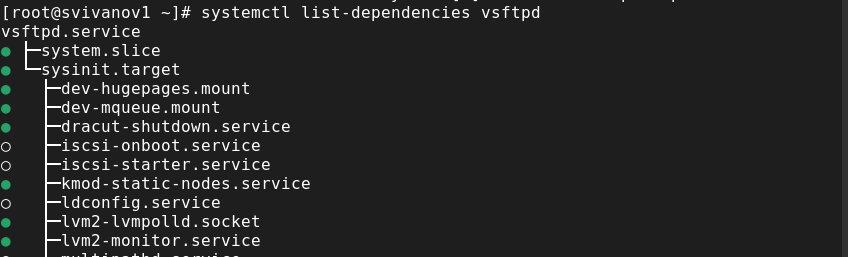 [root@svivanov1 ~]# systemctl list-dependencies vsftpd
vsftpd.service
● ├─system.slice
● └─sysinit.target
●   ├─dev-hugepages.mount
●   ├─dev-mqueue.mount
●   ├─dracut-shutdown.service
○   ├─iscsi-onboot.service
○   ├─iscsi-starter.service
●   ├─kmod-static-nodes.service
○   ├─ldconfig.service
●   ├─lvm2-lvmpolld.socket
●   ├─lvm2-monitor.service